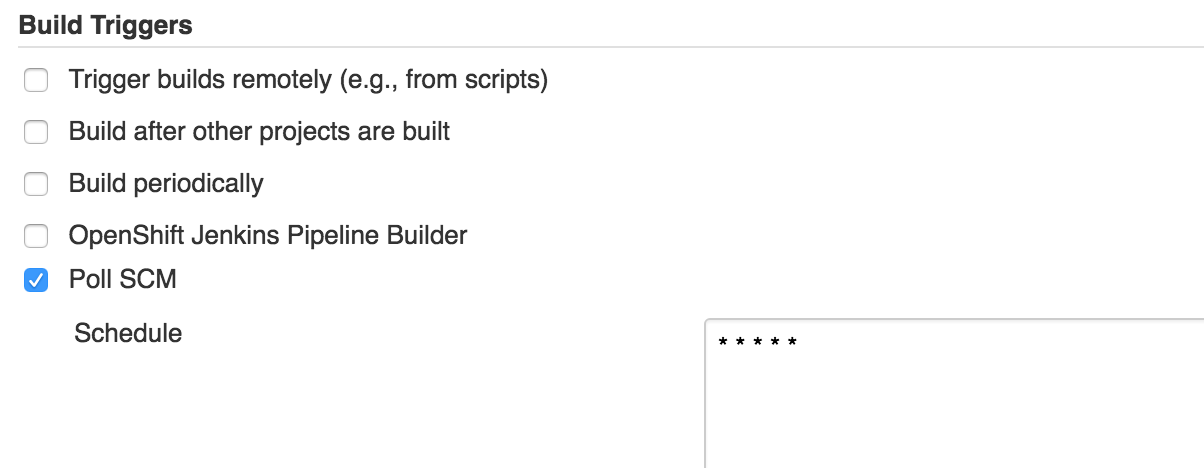 Build Triggers
Trigger builds remotely (e.g., from scripts)
Build after other projects are built
Build periodically
OpenShift Jenkins Pipeline Builder
Poll SCM
Schedule
* * * * *